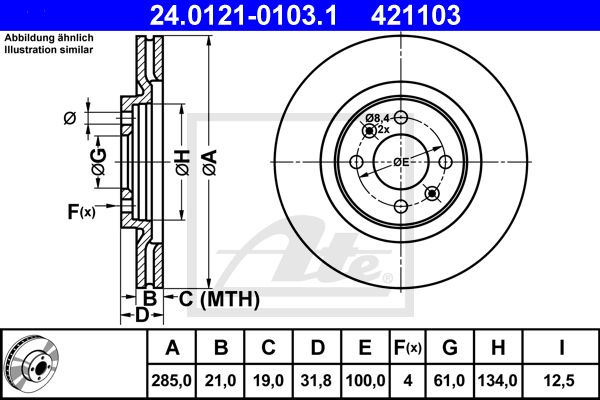 24.0121-0103.1 421103
Abbildung ähnlich
Illustration similar
Ø
ØG
F(x)
ØH
ØA
Ø8,4
2x
ØE
B
C (MTH)
D
Ate
A B C D E F(x) G H I
285,0 21,0 19,0 31,8 100,0 4 61,0 134,0 12,5